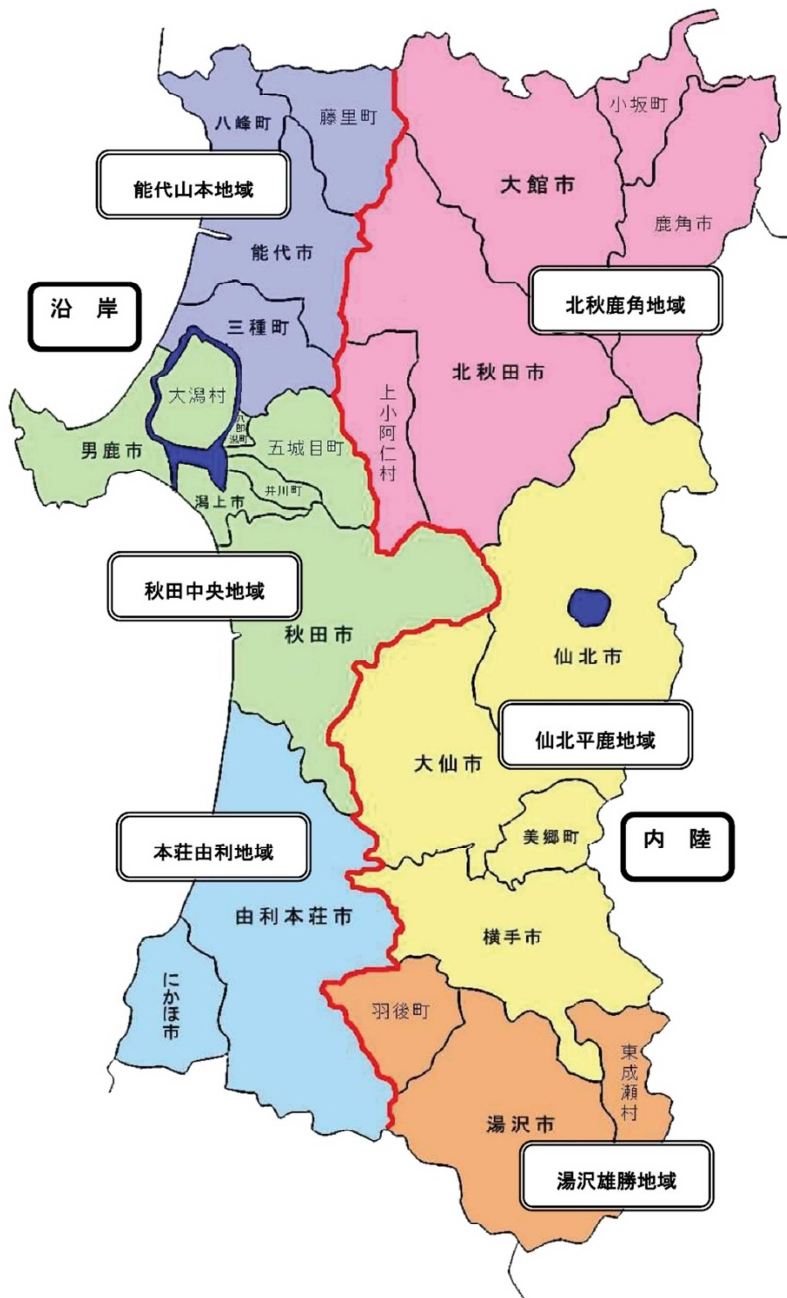 小坂町
藤里町
八峰町
大館市
能代山本地域
鹿角市
能代市
沿 岸
北秋鹿角地域
三種町
北秋田市
大潟村
上小阿仁村
八郎潟町
男鹿市
五城目町
井川町
潟上市
秋田中央地域
秋田市
仙北市
仙北平鹿地域
大仙市
美郷町
内 陸
本荘由利地域
由利本荘市
横手市
にかほ市
羽後町
東成瀬村
湯沢市
湯沢雄勝地域